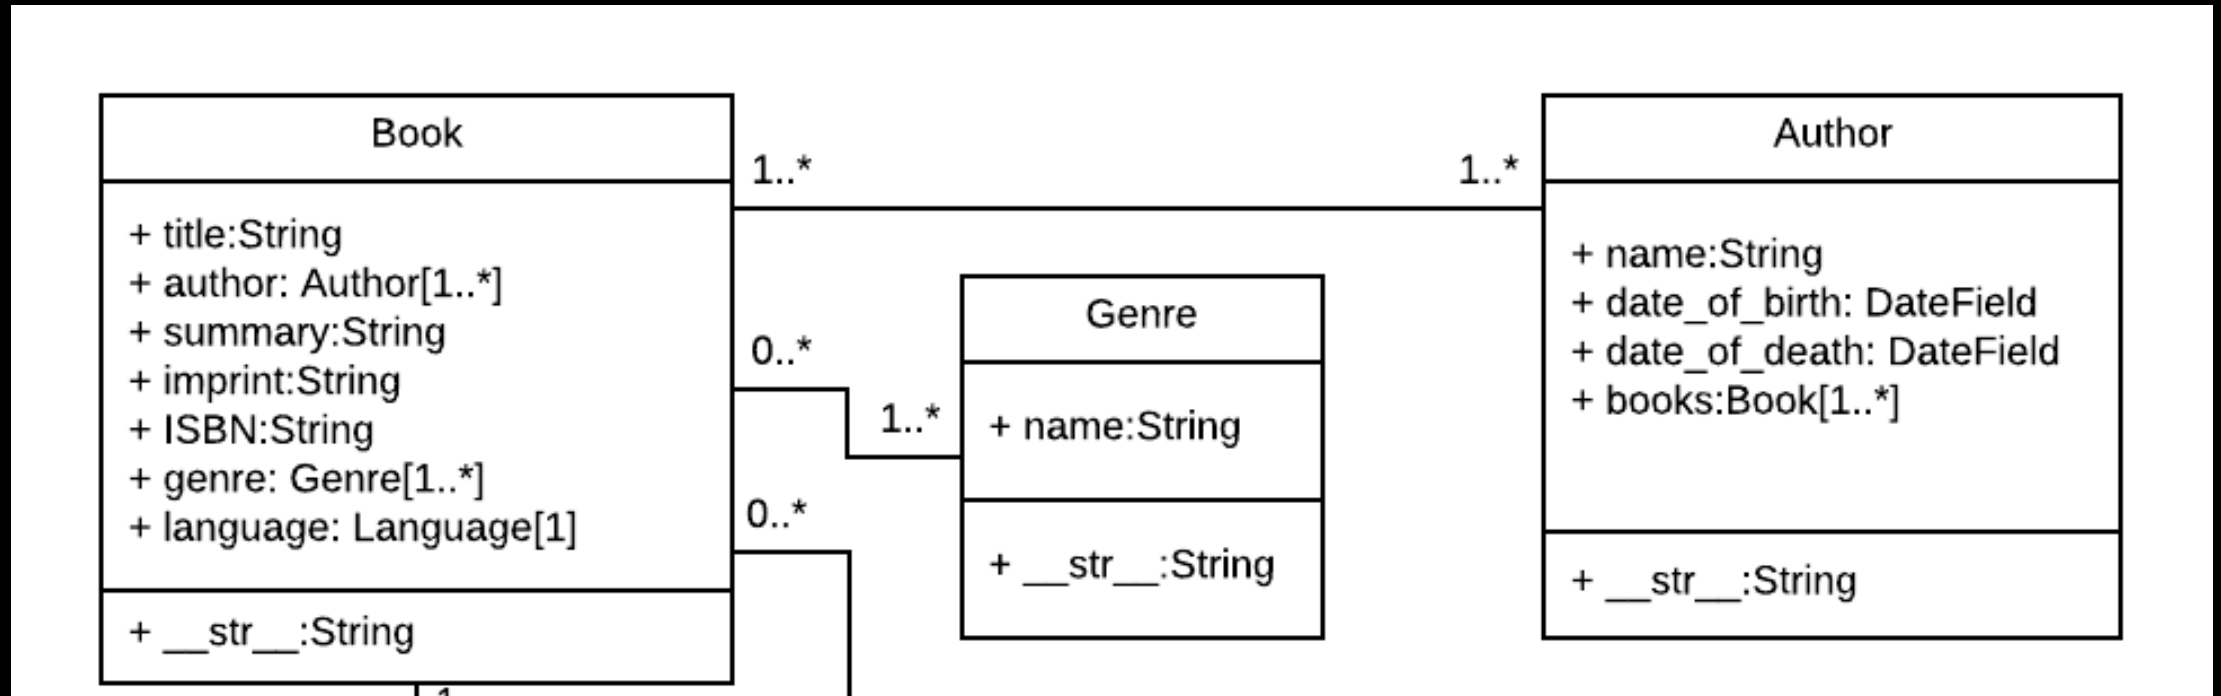 Book
+ title:String
+ author: Author[1..*]
+ summary:String
+ imprint:String
+ ISBN:String
+ genre: Genre[1..*]
+ language: Language[1]
+ __str__:String
1..*
1..*
0..*
1..*
0..*
Genre
+ name:String
+ __str__:String
Author
+ name:String
+ date_of_birth: DateField
+ date_of_death: DateField
+ books:Book[1..*]
+ __str__:String